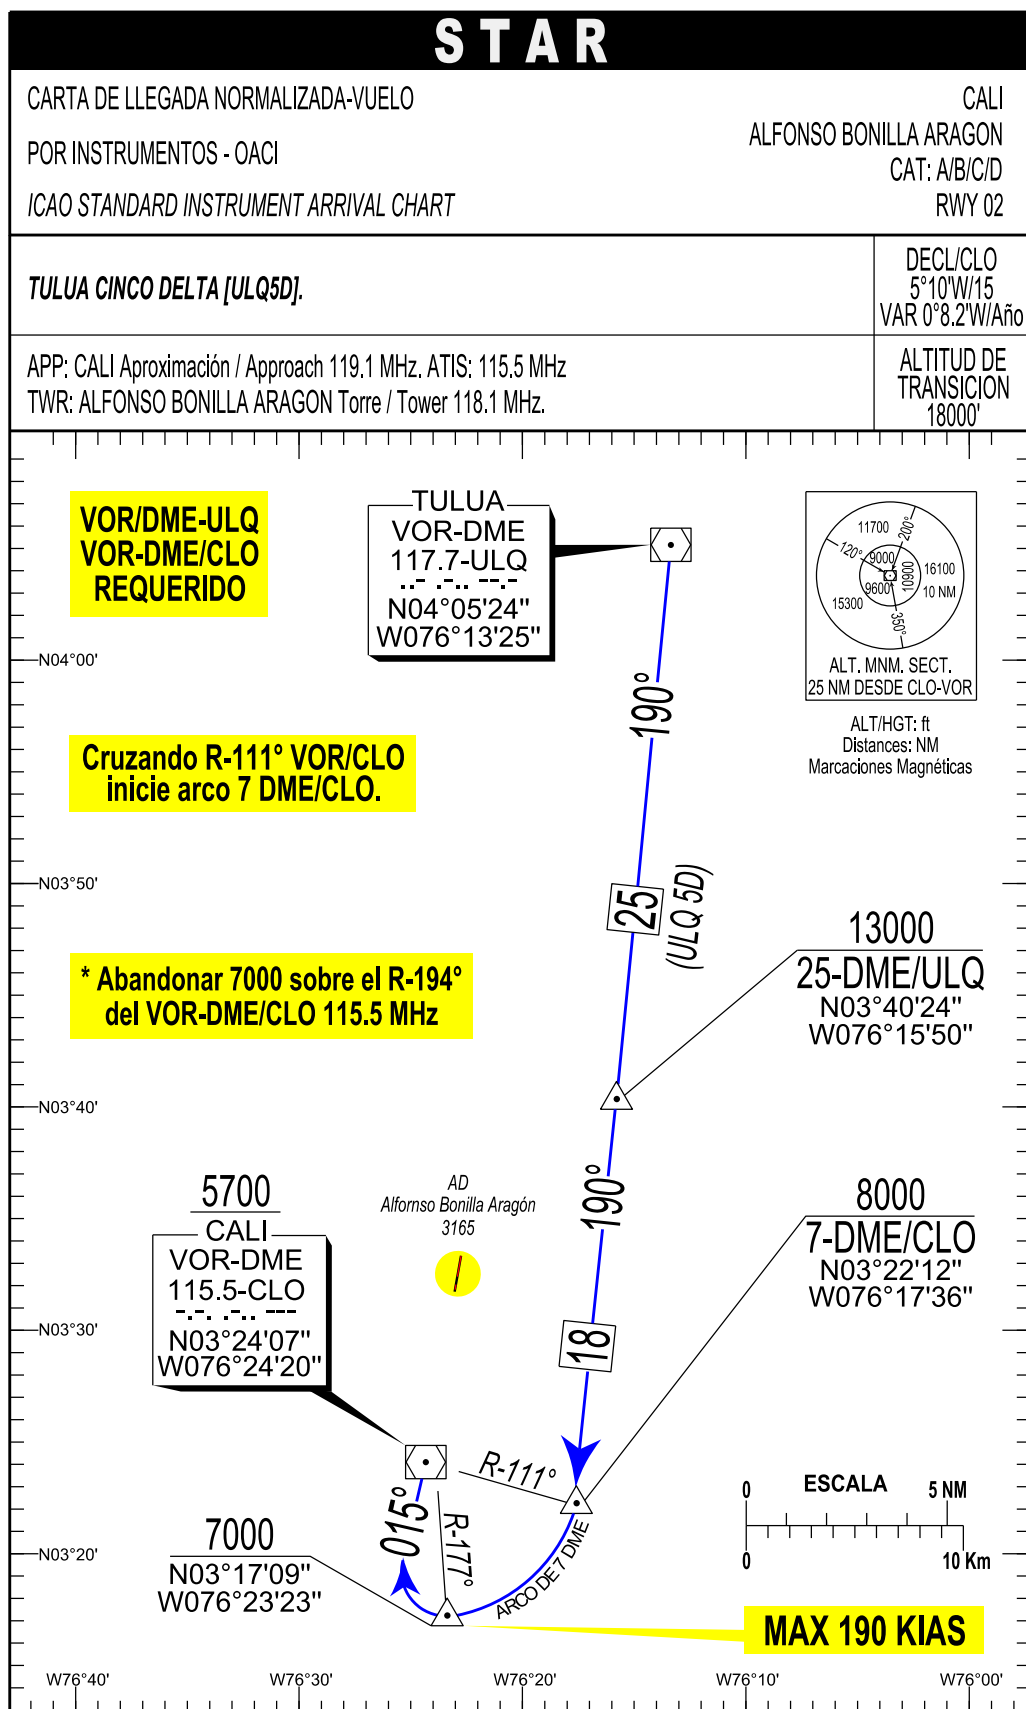 STAR
CARTA DE LLEGADA NORMALIZADA-VUELO
POR INSTRUMENTOS - OACI
ICAO STANDARD INSTRUMENT ARRIVAL CHART
CALI
ALFONSO BONILLA ARAGON
CAT: A/B/C/D
RWY 02
TULUA CINCO DELTA [ULQ5D].
DECL/CLO
5°10'W/15
VAR 0°8.2'W/Año
APP: CALI Aproximación / Approach 119.1 MHz. ATIS: 115.5 MHz
TWR: ALFONSO BONILLA ARAGON Torre / Tower 118.1 MHz.
ALTITUD DE
TRANSICION
18000'
VOR/DME-ULQ
VOR-DME/CLO
REQUERIDO
TULUA
VOR-DME
117.7-ULQ
N04°05'24"
W076°13'25"
11700
200°
120°
9000
16100
10900
9600
10 NM
15300
350°
ALT. MNM. SECT.
25 NM DESDE CLO-VOR
ALT/HGT: ft
Distances: NM
Marcaciones Magnéticas
N04°00'
190°
Cruzando R-111° VOR/CLO
inicie arco 7 DME/CLO.
N03°50'
25
(ULQ 5D)
13000
25-DME/ULQ
N03°40'24"
W076°15'50"
* Abandonar 7000 sobre el R-194°
del VOR-DME/CLO 115.5 MHz
N03°40'
190°
AD
Alfornso Bonilla Aragón
3165
5700
CALI
VOR-DME
115.5-CLO
N03°24'07"
W076°24'20"
8000
7-DME/CLO
N03°22'12"
W076°17'36"
N03°30'
18
R-111°
015°
R-177°
ARCO DE 7 DME
ESCALA
0
5 NM
0
10 Km
7000
N03°17'09"
W076°23'23"
N03°20'
MAX 190 KIAS
W76°40'
W76°30'
W76°20'
W76°10'
W76°00'